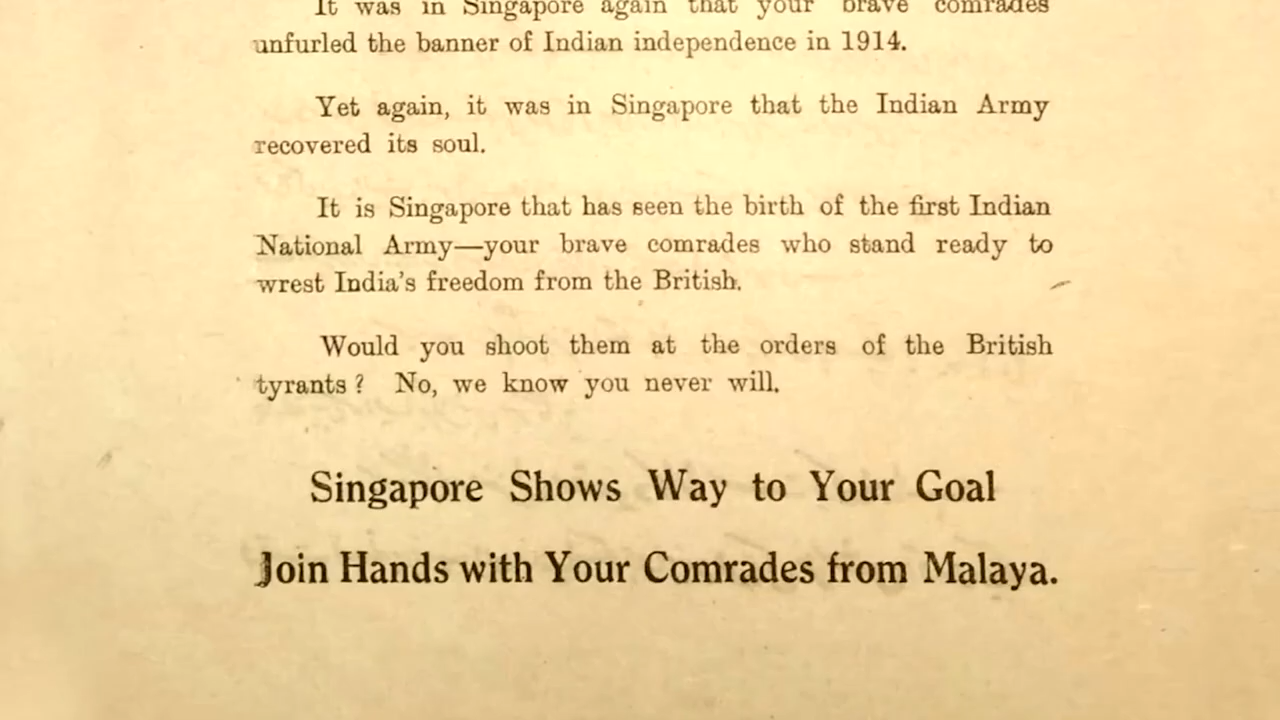 It was in Singapore again that your brave comrades
unfurled the banner of Indian independence in 1914.
Yet again, it was in Singapore that the Indian Army
recovered its soul.
It is Singapore that has seen the birth of the first Indian
National Army—your brave comrades who stand ready to
wrest India's freedom from the British.
Would you shoot them at the orders of the British
tyrants? No, we know you never will.
Singapore Shows Way to Your Goal
Join Hands with Your Comrades from Malaya.